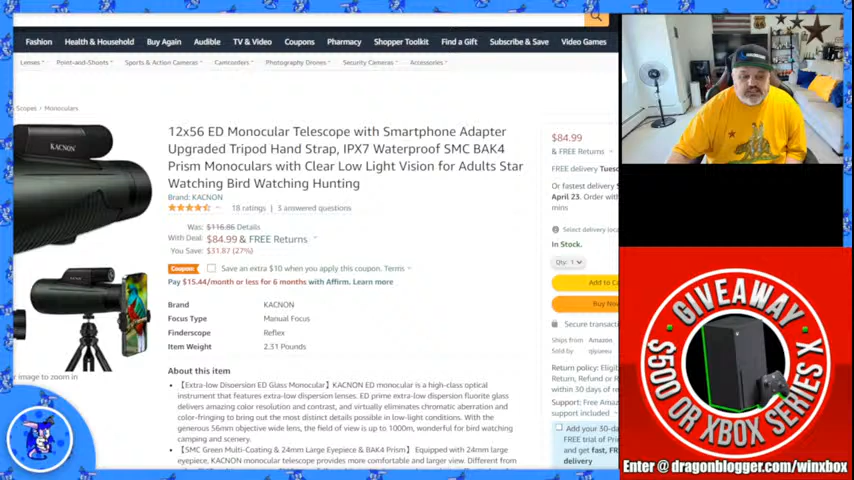 Fashion Health & Household Buy Again Audible TV & Video Coupons Pharmacy Shopper Toolkit Find a Gift Subscribe & Save Video Games
Lenses Point-and-Shoots Sports & Action Cameras Camcorders Photography Drones Security Cameras Accessories
Scopes › Monoculars
KACNON
12x56 ED Monocular Telescope with Smartphone Adapter
Upgraded Tripod Hand Strap, IPX7 Waterproof SMC BAK4
Prism Monoculars with Clear Low Light Vision for Adults Star
Watching Bird Watching Hunting
Brand: KACNON
18 ratings | 3 answered questions
Was: $116.86 Details
With Deal: $84.99 & FREE Returns
You Save: $31.87 (27%)
Coupon Save an extra $10 when you apply this coupon. Terms
Pay $15.44/month or less for 6 months with Affirm. Learn more
Brand KACNON
Focus Type Manual Focus
Finderscope Reflex
Item Weight 2.31 Pounds
image to zoom in
About this item
• 【Extra-low Dispersion ED Glass Monocular】KACNON ED monocular is a high-class optical
instrument that features extra-low dispersion lenses. ED prime extra-low dispersion fluorite glass
delivers amazing color resolution and contrast, and virtually eliminates chromatic aberration and
color-fringing to bring out the most distinct details possible in low-light conditions. With the
generous 56mm objective wide lens, the field of view is up to 1000m, wonderful for bird watching
camping and scenery.
• 【SMC Green Multi-Coating & 24mm Large Eyepiece & BAK4 Prism】Equipped with 24mm large
eyepiece, KACNON monocular telescope provides more comfortable and larger view. Different from
$84.99
& FREE Returns
FREE delivery Tues
Or fastest delivery
April 23. Order with
mins
Select delivery loc
In Stock.
Qty: 1
Add to Ca
Buy Nov
Secure transacti
Ships from Amazon
Sold by
Return policy: Eligib
Return, Refund or R
within 30 days of re
Support: Free Amaz
support included
Add your 30-da
FREE trial of Pri
and get fast, FR
delivery
66
GIVEAWAY
$500 OR XBOX SERIES X
Enter @ dragonblogger.com/winxbox